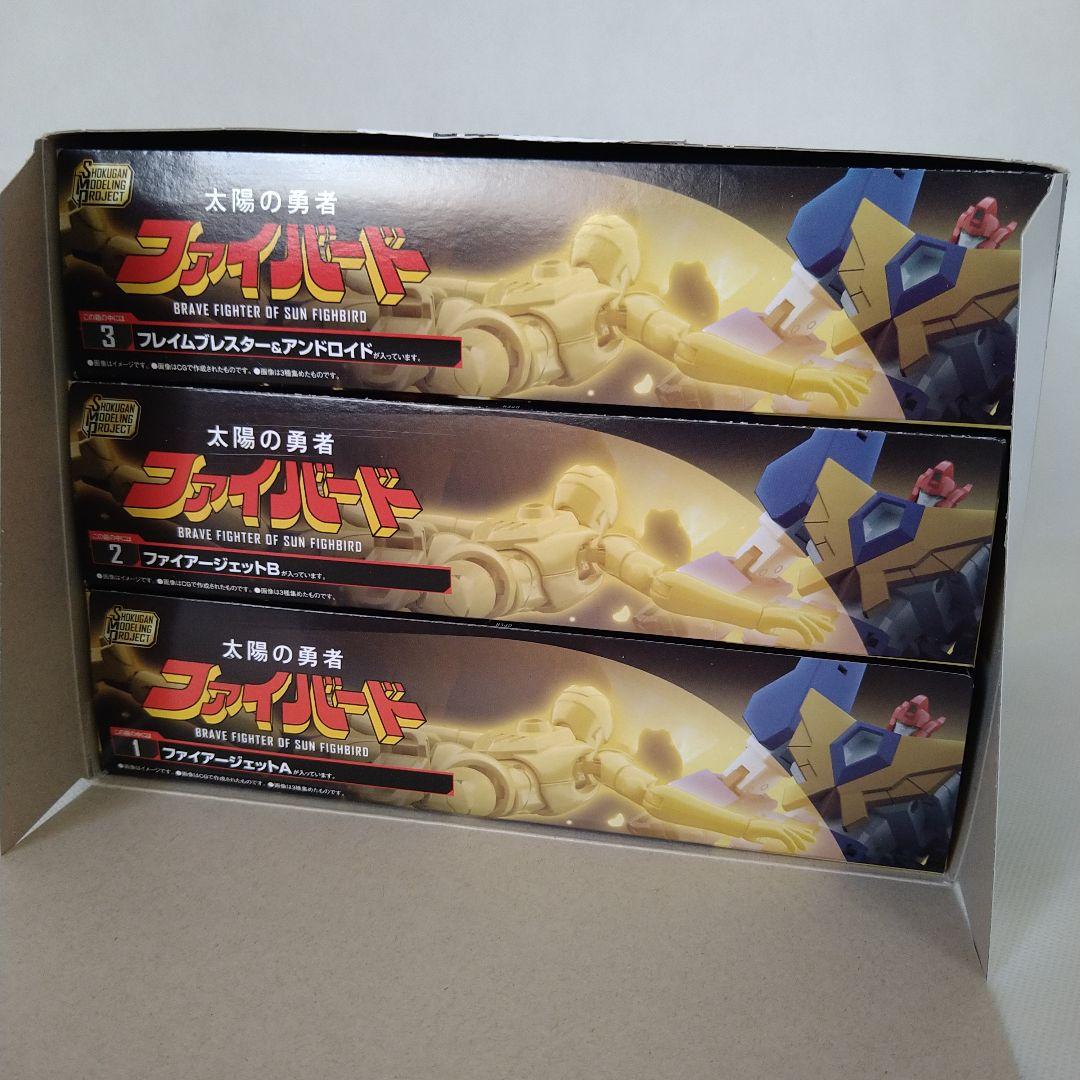 SHOKUGAN
MODELING
PROJECT
太陽の勇者
ファイバード
BRAVE FIGHTER OF SUN FIGHBIRD
この箱の中には
3 フレイムブレスター&アンドロイドが入っています。
●画像はイメージです。●画像はCGで作成されたものです。●画像は3種集めたものです。
SHOKUGAN
MODELING
PROJECT
太陽の勇者
ファイバード
BRAVE FIGHTER OF SUN FIGHBIRD
この箱の中には
2 ファイアージェットBが入っています。
●画像はイメージです。●画像はCGで作成されたものです。●画像は3種集めたものです。
SHOKUGAN
MODELING
PROJECT
太陽の勇者
ファイバード
BRAVE FIGHTER OF SUN FIGHBIRD
この箱の中には
1 ファイアージェットAが入っています。
●画像はイメージです。●画像はCGで作成されたものです。●画像は3種集めたものです。